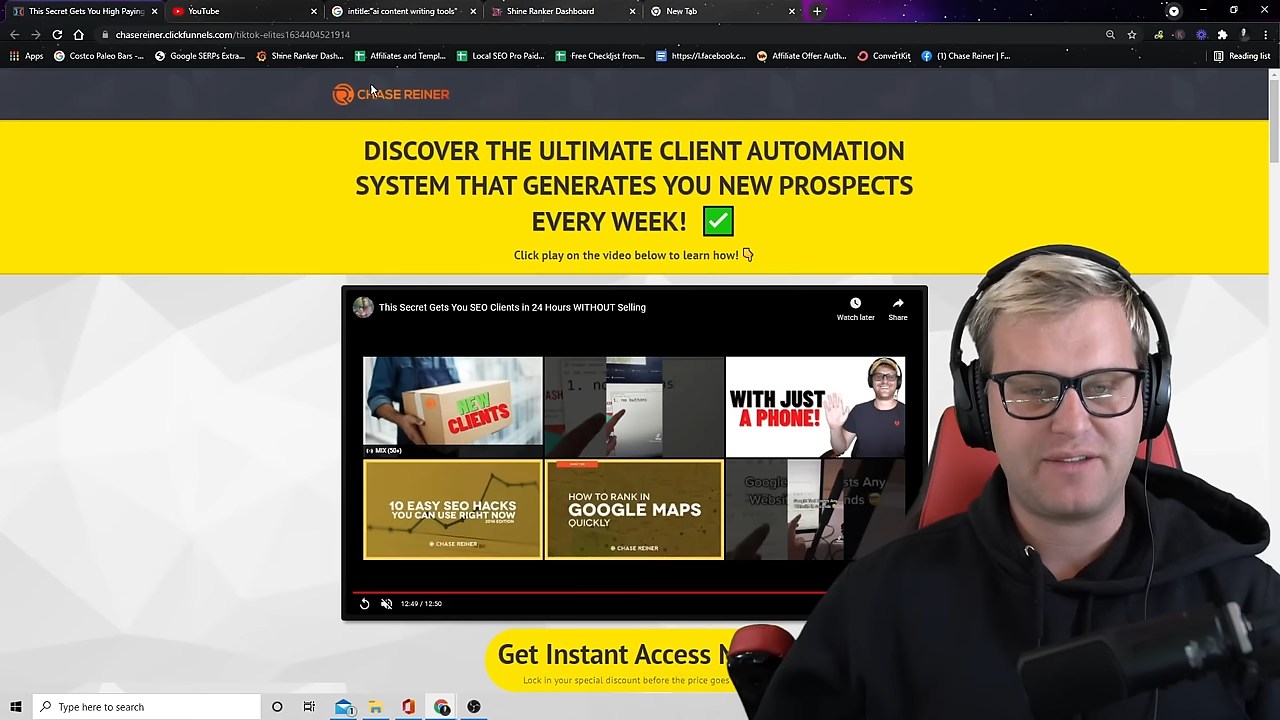 This Secret Gets You High Paying
YouTube
intitle:"ai content writing tools"
Shine Ranker Dashboard
New Tab
chasereiner.clickfunnels.com/tiktok-elites1634404521914
Apps
Costco Paleo Bars -...
Google SERPs Extra...
Shine Ranker Dash...
Affiliates and Templ...
Local SEO Pro Paid...
Free Checklist from...
https://l.facebook.c...
Affiliate Offer: Auth...
ConvertKit
(1) Chase Reiner | F...
Reading list
CHASE REINER
DISCOVER THE ULTIMATE CLIENT AUTOMATION
SYSTEM THAT GENERATES YOU NEW PROSPECTS
EVERY WEEK!
Click play on the video below to learn how!
This Secret Gets You SEO Clients in 24 Hours WITHOUT Selling
Watch later
Share
NEW
CLIENTS
MIX (50+)
1. no buttons
WITH JUST
A PHONE!
10 EASY SEO HACKS
YOU CAN USE RIGHT NOW
CHASE REINER
HOW TO RANK IN
GOOGLE MAPS
QUICKLY
CHASE REINER
12:49 / 12:50
Get Instant Access
Lock in your special discount before the price goes
Type here to search